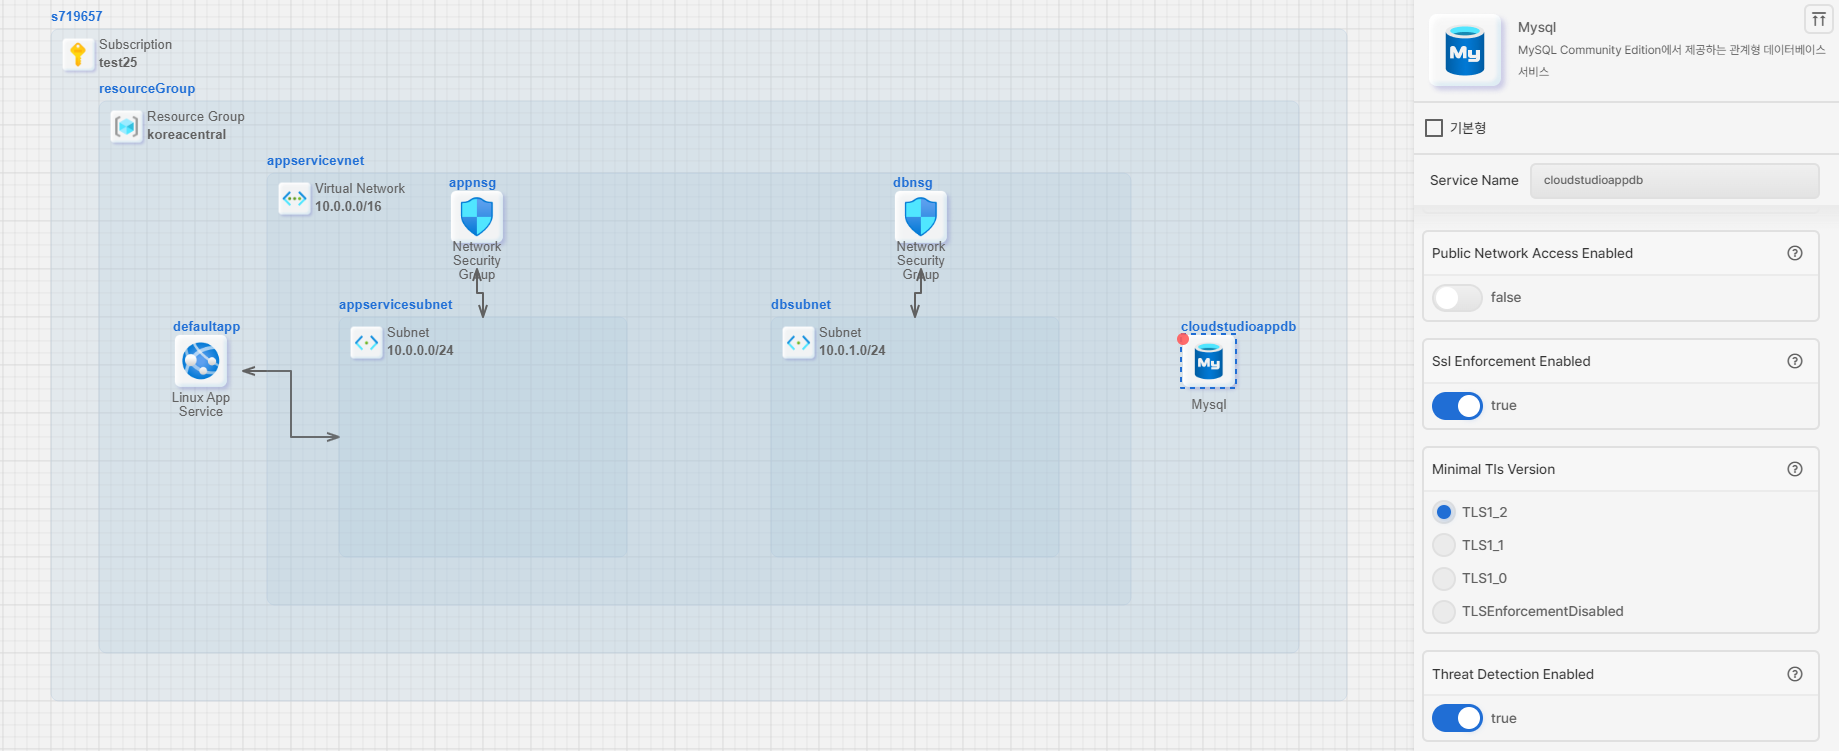 s719657
Subscription
test25
resourceGroup
Resource Group
koreacentral
appservicevnet
Virtual Network
10.0.0.0/16
appnsg
Network
Security
Group
dbnsg
Network
Security
Group
appservicesubnet
Subnet
10.0.0.0/24
dbsubnet
Subnet
10.0.1.0/24
defaultapp
Linux App
Service
cloudstudioappdb
My
Mysql
My
Mysql
MySQL Community Edition에서 제공하는 관계형 데이터베이스
서비스
기본형
Service Name
cloudstudioappdb
Public Network Access Enabled
?
false
Ssl Enforcement Enabled
?
true
Minimal Tls Version
?
TLS1_2
TLS1_1
TLS1_0
TLSEnforcementDisabled
Threat Detection Enabled
?
true